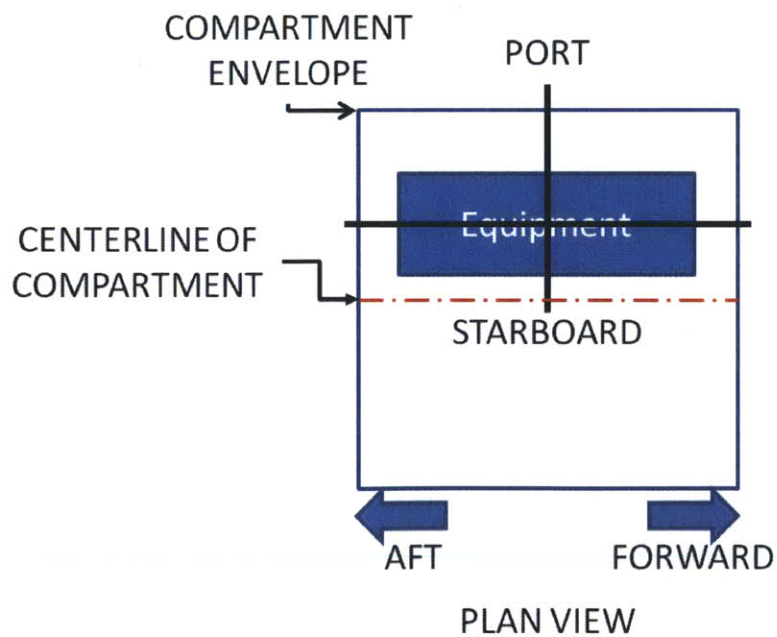 COMPARTMENT
ENVELOPE
PORT
Equipment
CENTERLINE OF
COMPARTMENT
STARBOARD
AFT
FORWARD
PLAN VIEW